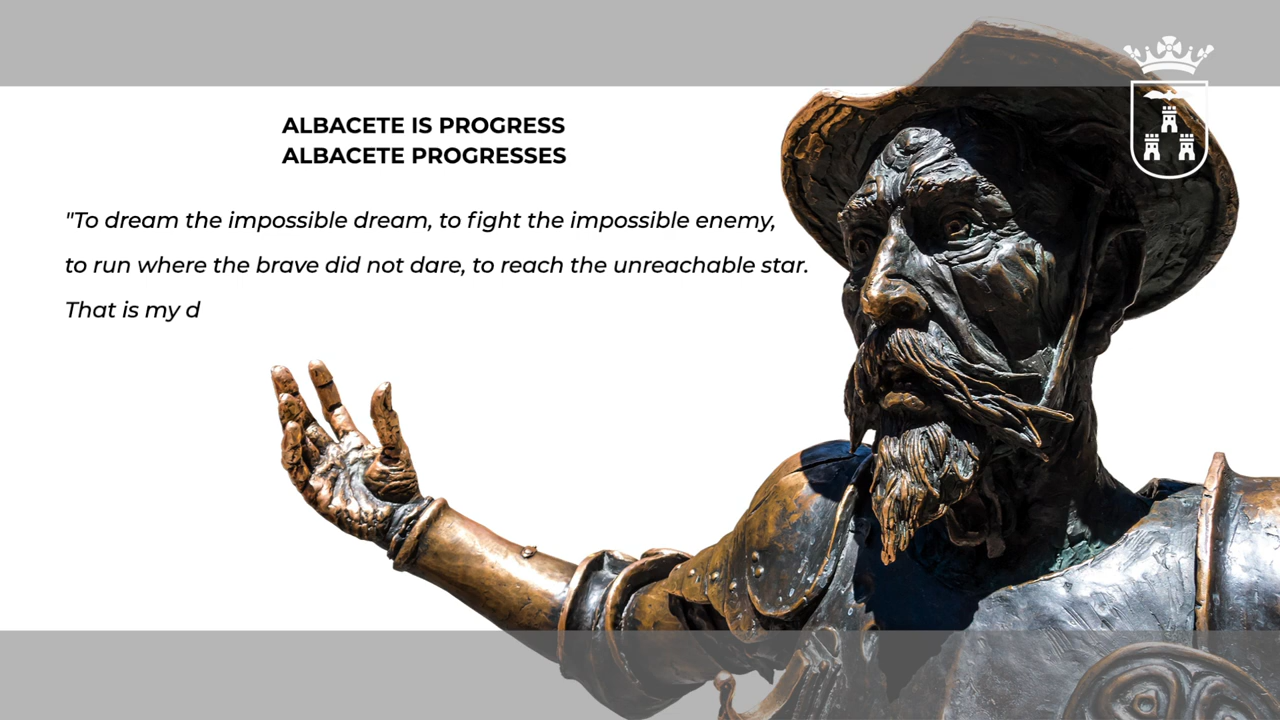 ALBACETE IS PROGRESS
ALBACETE PROGRESSES
"To dream the impossible dream, to fight the impossible enemy,
to run where the brave did not dare, to reach the unreachable star.
That is my d